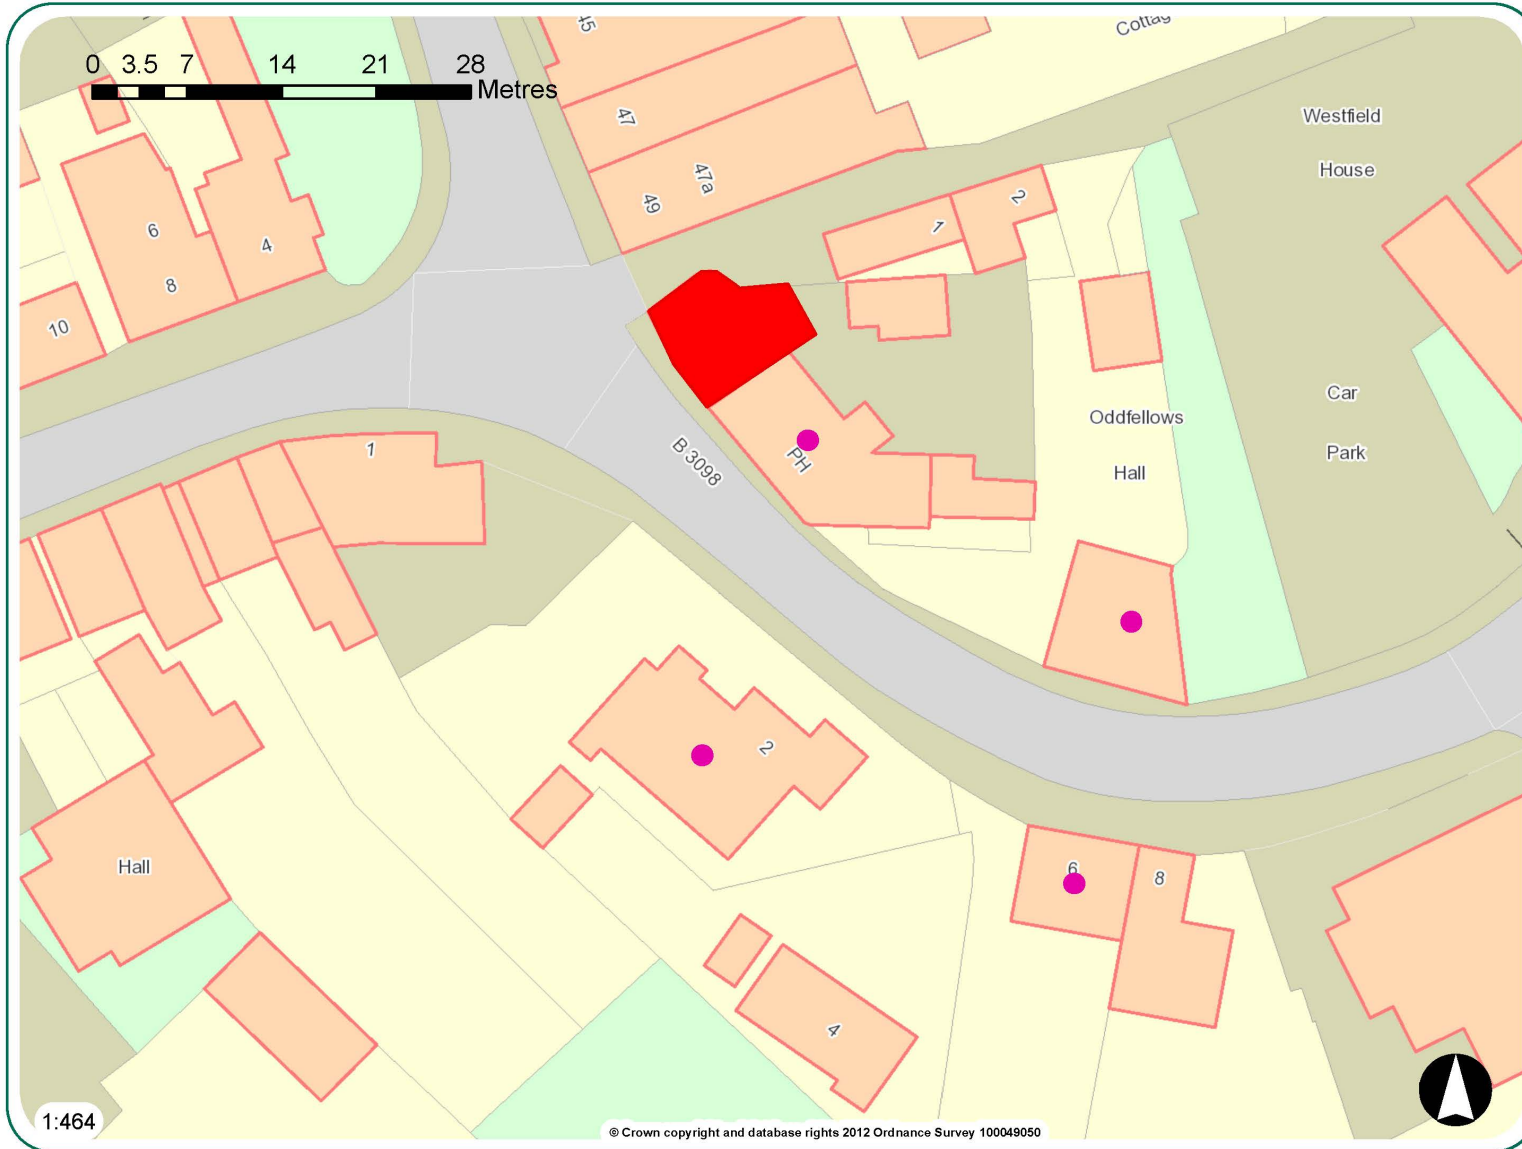 0 3.5 7 14 21 28
Metres
45
Cottag
47
47a
49
Westfield
House
1
2
6
4
8
10
Car
Park
Oddfellows
Hall
B 3098
PH
1
2
Hall
6
8
4
1:464
© Crown copyright and database rights 2012 Ordnance Survey 100049050